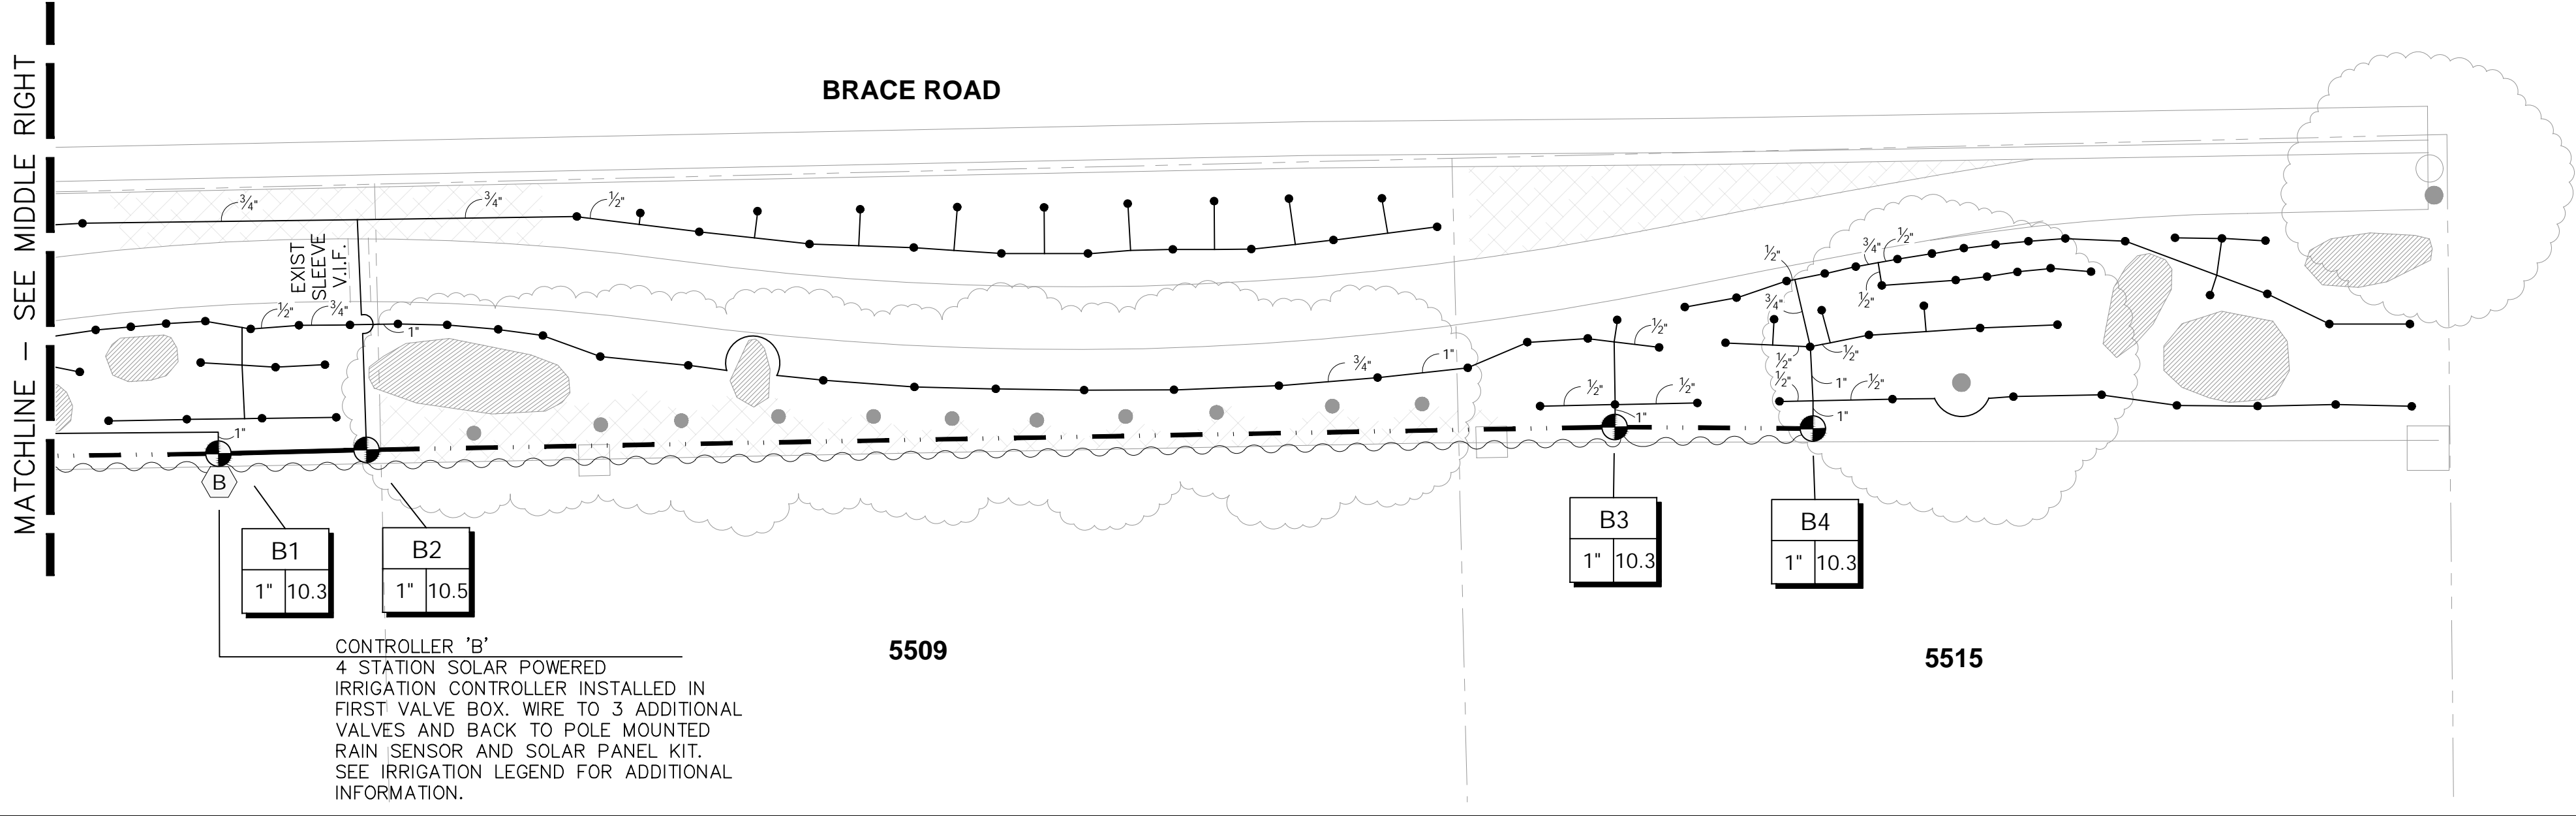 MATCHLINE – SEE MIDDLE RIGHT
BRACE ROAD
¾"
¾"
½"
EXIST
SLEEVE
V.I.F.
½"
¾"
1"
1"
¾"
1"
½"
½"
½"
1"
½"
¾"
½"
½"
¾"
½"
½"
½"
1"
½"
1"
B
B1
1" 10.3
B2
1" 10.5
B3
1" 10.3
B4
1" 10.3
CONTROLLER 'B'
4 STATION SOLAR POWERED
IRRIGATION CONTROLLER INSTALLED IN
FIRST VALVE BOX. WIRE TO 3 ADDITIONAL
VALVES AND BACK TO POLE MOUNTED
RAIN SENSOR AND SOLAR PANEL KIT.
SEE IRRIGATION LEGEND FOR ADDITIONAL
INFORMATION.
5509
5515